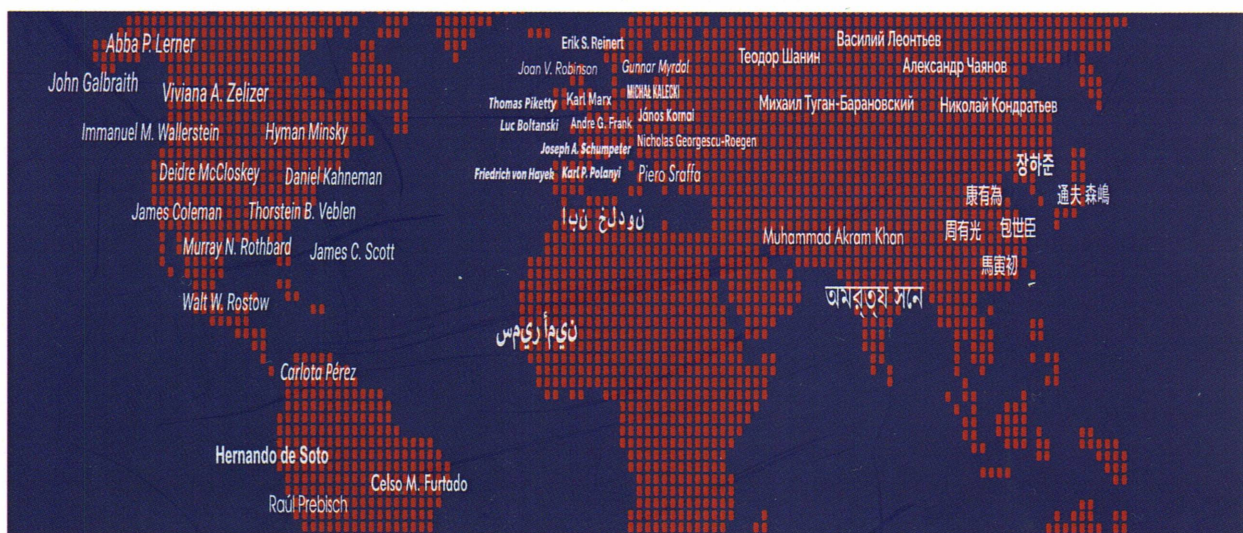 Abba P. Lerner
John Galbraith
Viviana A. Zelizer
Immanuel M. Wallerstein
Hyman Minsky
Deidre McCloskey
Daniel Kahneman
James Coleman
Thorstein B. Veblen
Murray N. Rothbard
James C. Scott
Walt W. Rostow
Carlota Pérez
Hernando de Soto
Celso M. Furtado
Raúl Prebisch
Erik S. Reinert
Joan V. Robinson
Gunnar Myrdal
Thomas Piketty
Karl Marx
MICHAŁ KALECKI
Luc Boltanski
Andre G. Frank
János Kornai
Joseph A. Schumpeter
Nicholas Georgescu-Roegen
Friedrich von Hayek
Karl P. Polanyi
Piero Sraffa
ابن خلدون
سمير أمين
Василий Леонтьев
Теодор Шанин
Александр Чаянов
Михаил Туган-Барановский
Николай Кондратьев
장하준
康有為
通夫 森嶋
周有光
包世臣
馬寅初
Muhammad Akram Khan
অমর্‌ত্‌য সনে